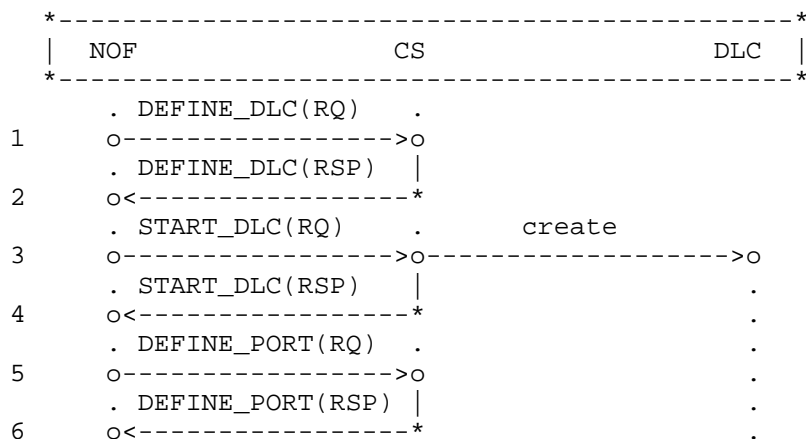 *----------------------------------------------*
| NOF CS DLC |
*----------------------------------------------*
. DEFINE_DLC(RQ) .
1 o----------------->o
. DEFINE_DLC(RSP) |
2 o<-----------------*
. START_DLC(RQ) . create
3 o----------------->o------------------->o
. START_DLC(RSP) | .
4 o<-----------------* .
. DEFINE_PORT(RQ) . .
5 o----------------->o .
. DEFINE_PORT(RSP) | .
6 o<-----------------* .